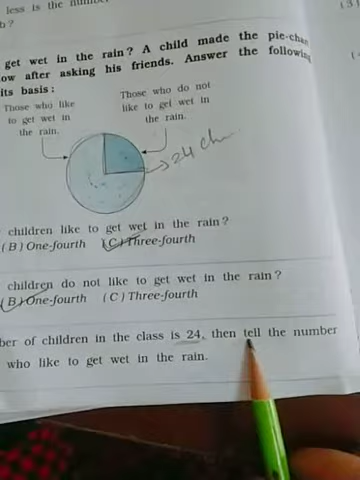 less is the number
h ?
( 3 )
get wet in the rain? A child made the pie-chart
ow after asking his friends. Answer the following
its basis :
Those who like
to get wet in
the rain.
Those who do not
like to get wet in
the rain.
24 ch
children like to get wet in the rain ?
( B ) One-fourth ( C ) Three-fourth
children do not like to get wet in the rain ?
( B ) One-fourth ( C ) Three-fourth
ber of children in the class is 24, then tell the number
who like to get wet in the rain.